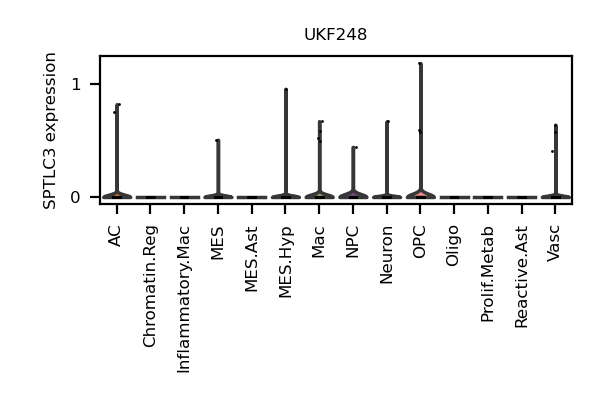 UKF248
SPTLC3 expression
1
0
AC
Chromatin.Reg
Inflammatory.Mac
MES
MES.Ast
MES.Hyp
Mac
NPC
Neuron
OPC
Oligo
Prolif.Metab
Reactive.Ast
Vasc